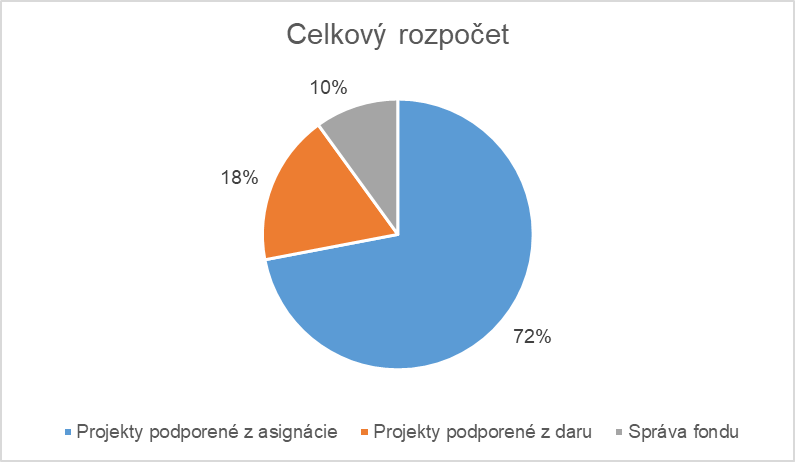 Celkový rozpočet
10%
18%
72%
Projekty podporené z asignácie Projekty podporené z daru Správa fondu